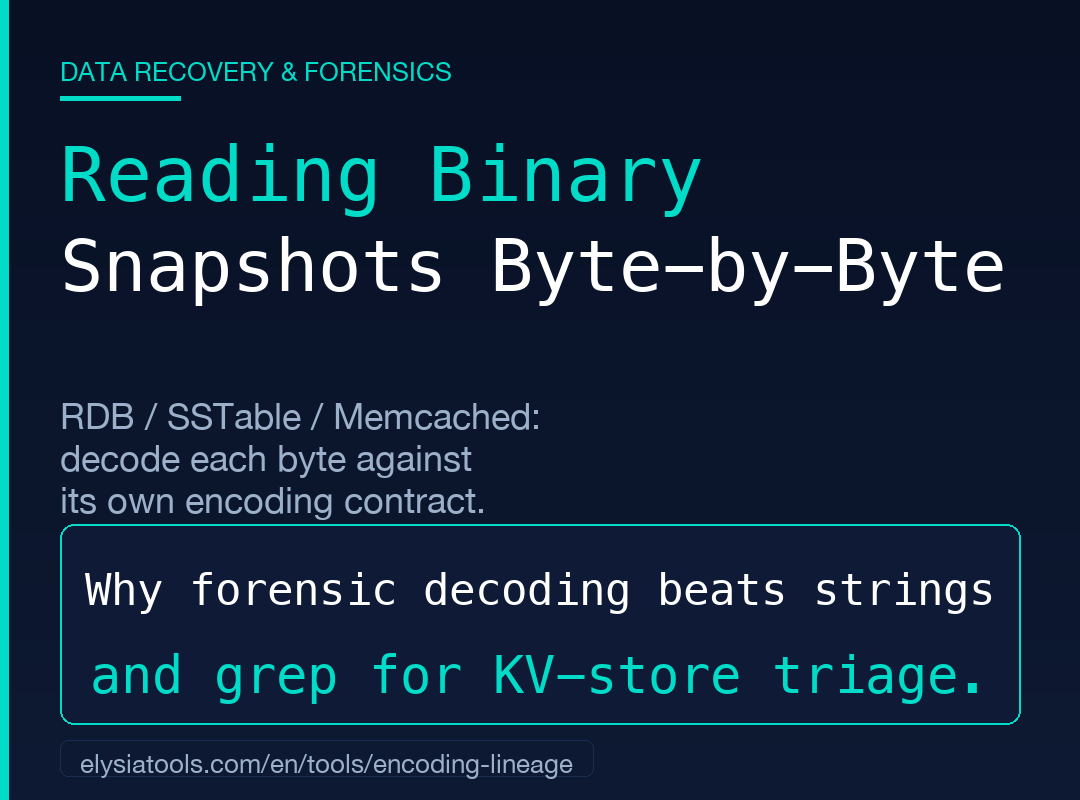 DATA RECOVERY & FORENSICS
Reading Binary
Snapshots Byte-by-Byte
RDB / SSTable / Memcached:
decode each byte against
its own encoding contract.
Why forensic decoding beats strings
and grep for KV-store triage.
elysiatools.com/en/tools/encoding-lineage